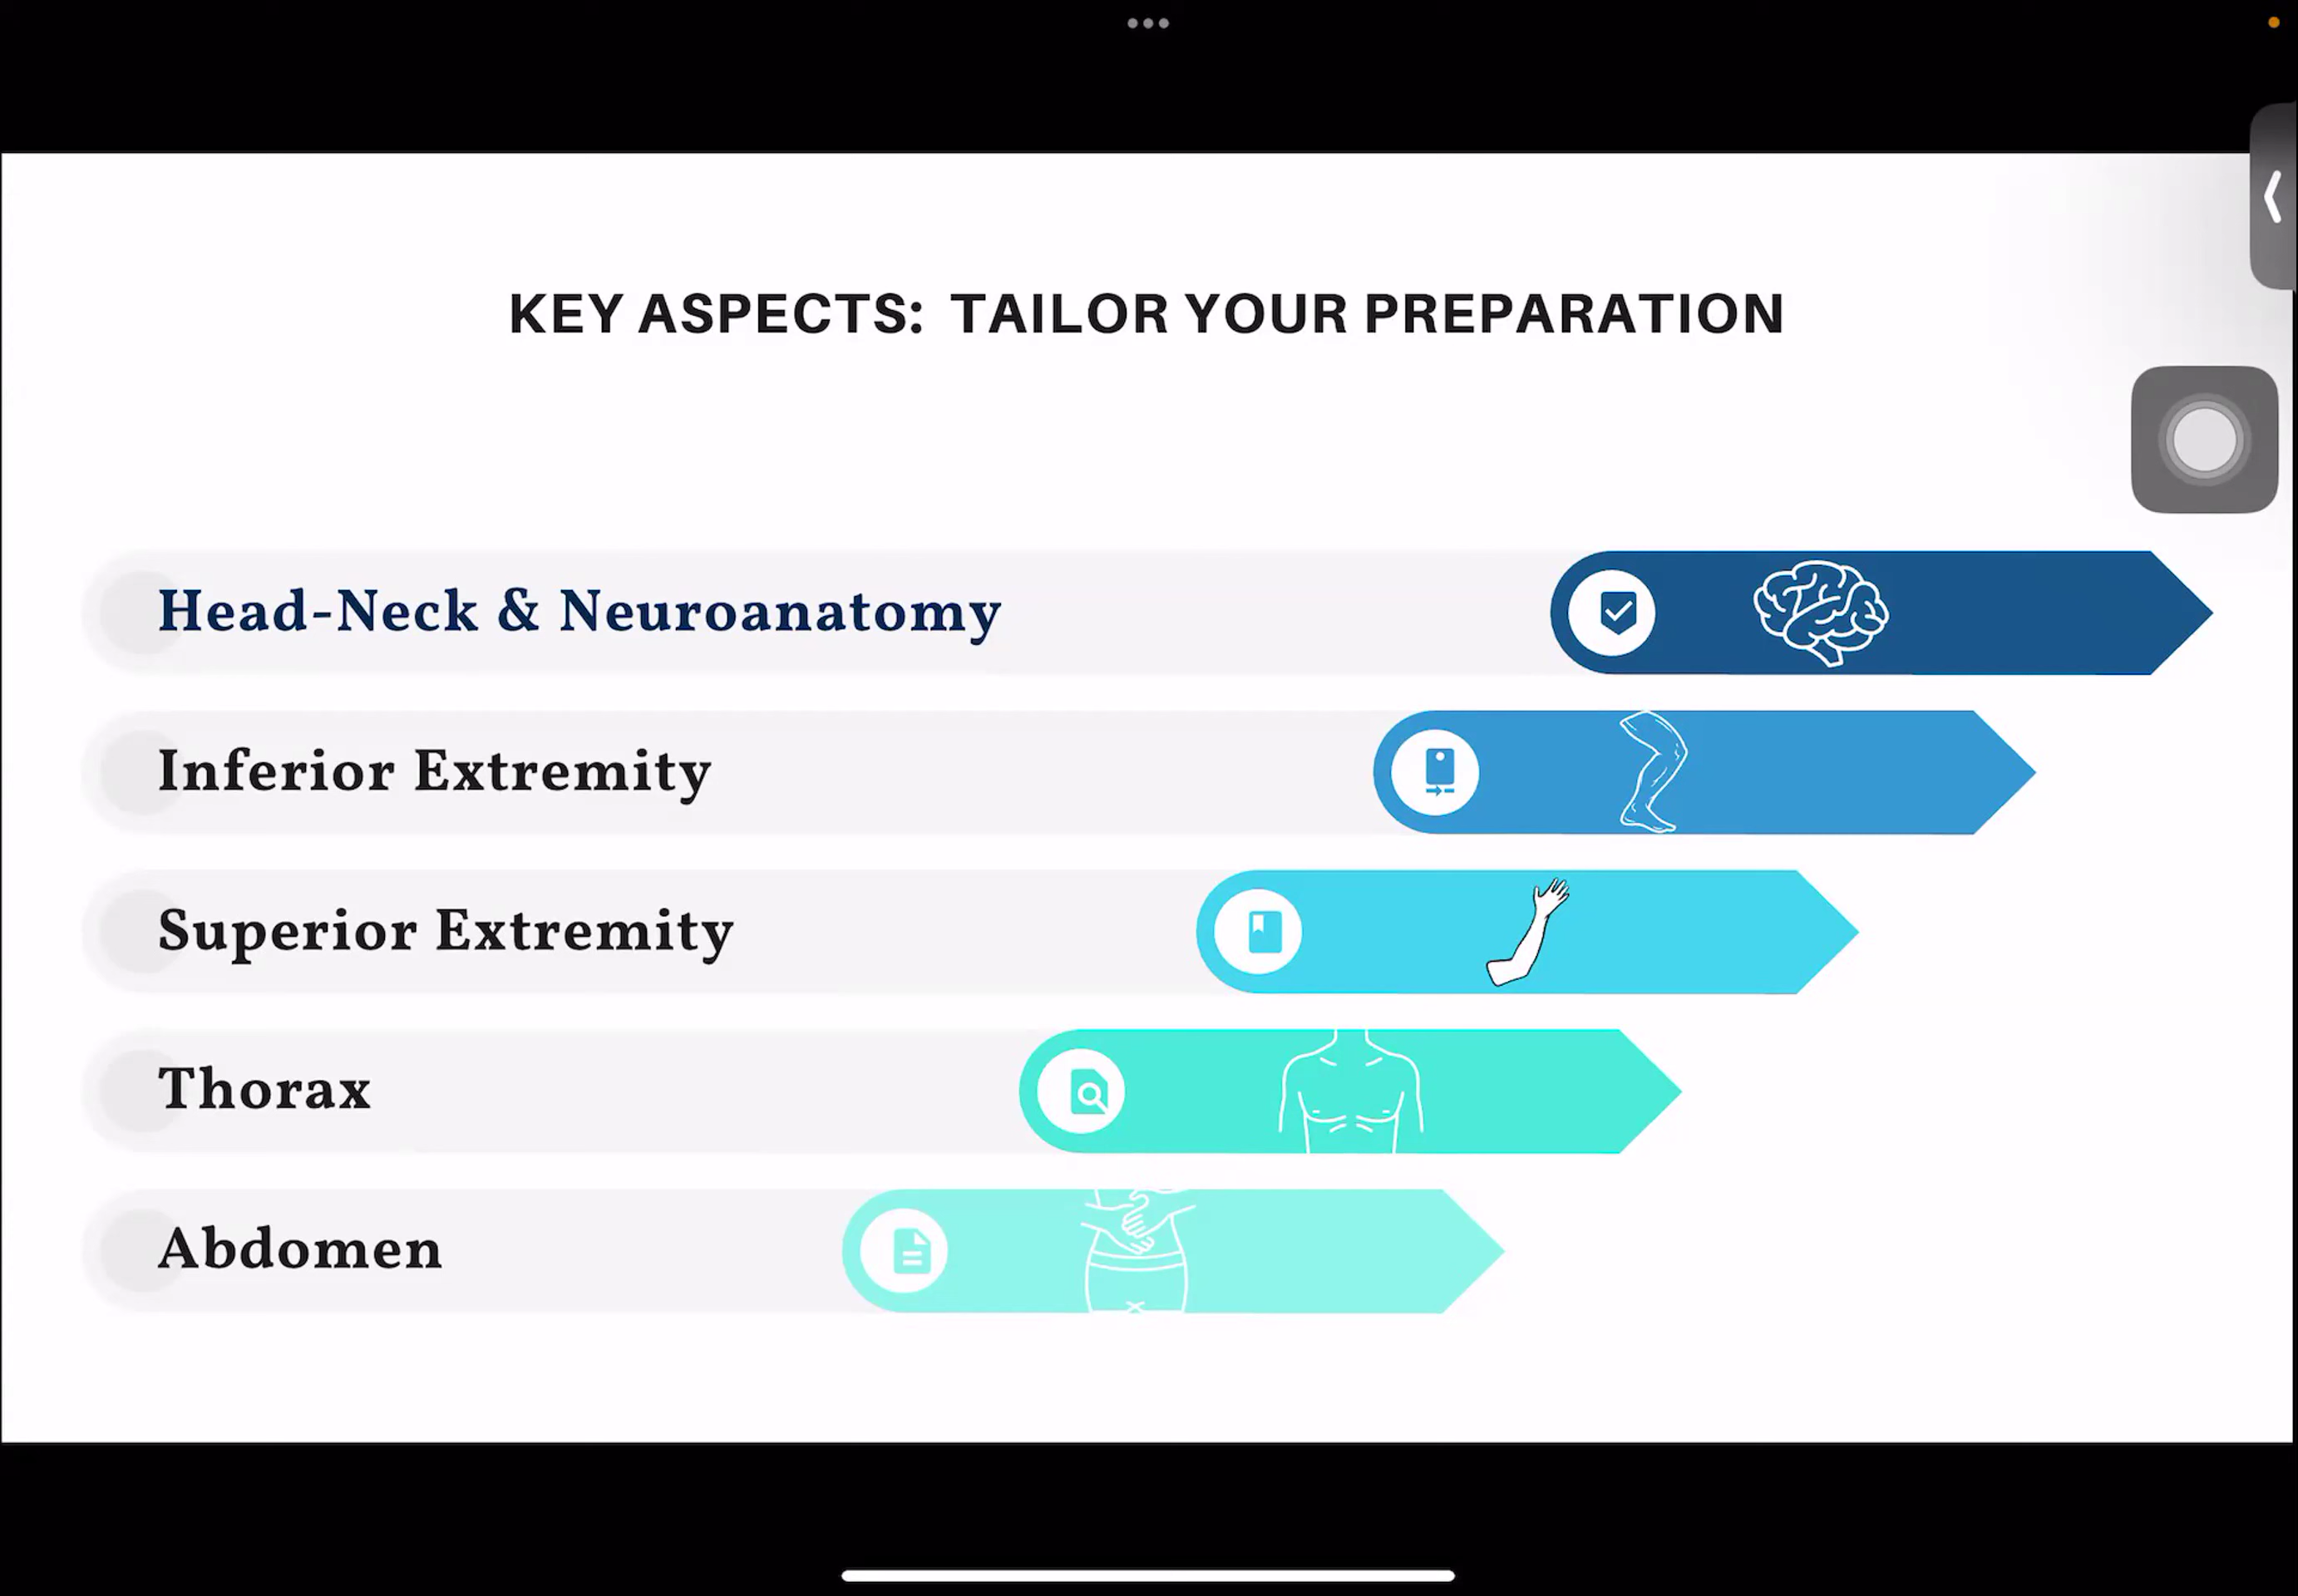 KEY ASPECTS: TAILOR YOUR PREPARATION
Head-Neck & Neuroanatomy
Inferior Extremity
Superior Extremity
Thorax
Abdomen